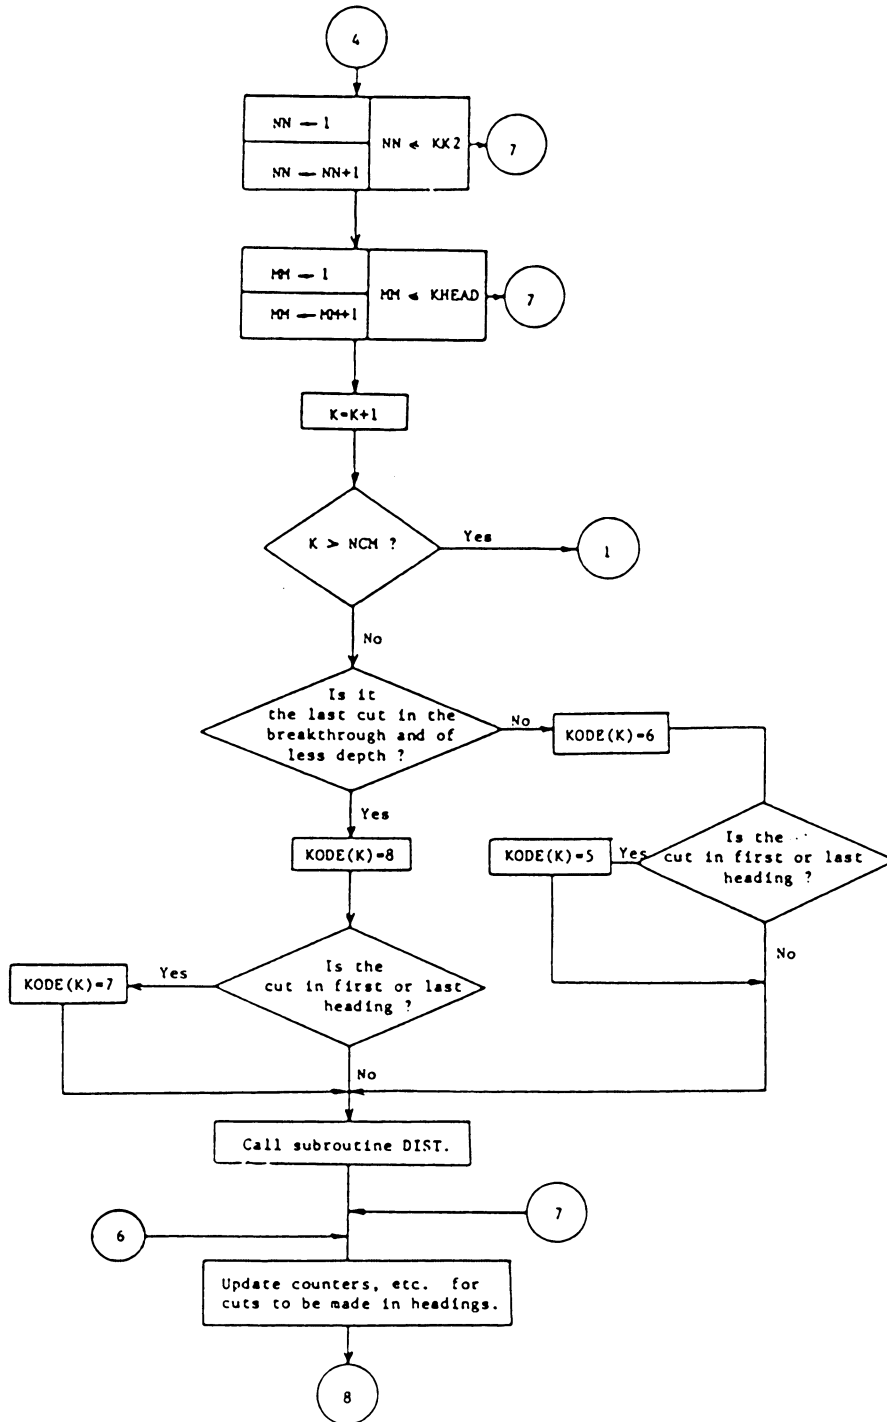 4
NN ← 1
NN ← NN+1
NN ≤ KK2
7
MM ← 1
MM ← MM+1
MM ≤ KHEAD
7
K=K+1
K > NCM ?
Yes
1
No
Is it
the last cut in the
breakthrough and of
less depth ?
No
KODE(K)=6
Yes
KODE(K)=8
Is the
cut in first or last
heading ?
Yes
KODE(K)=5
No
Is the
cut in first or last
heading ?
Yes
KODE(K)=7
No
Call subroutine DIST.
7
6
Update counters, etc. for
cuts to be made in headings.
8